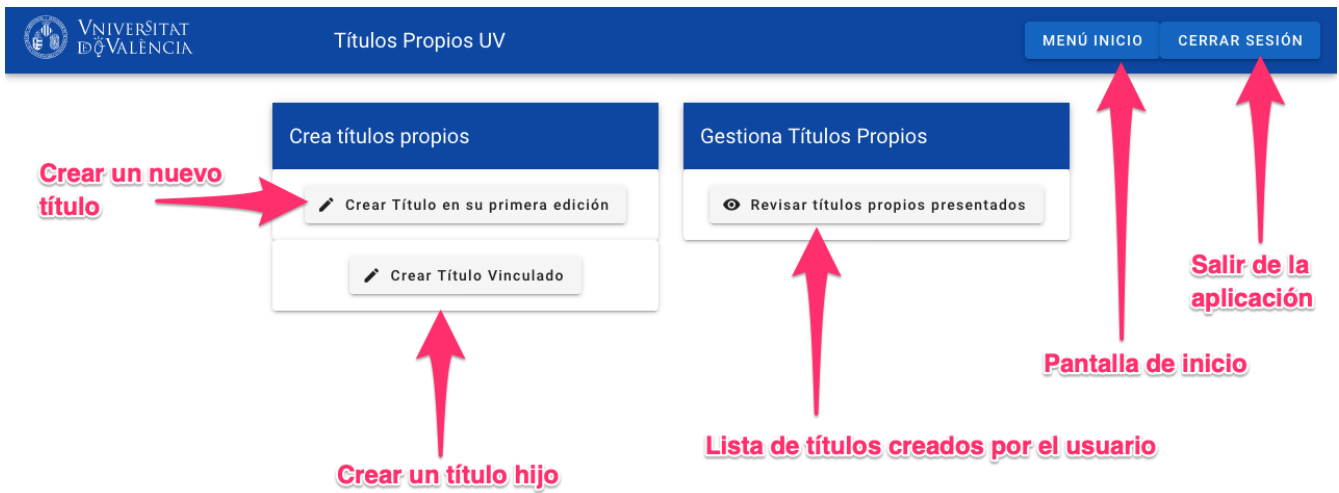 VNIVERSITAT
DǾVALÈNCIA
Títulos Propios UV
MENÚ INICIO
CERRAR SESIÓN
Crea títulos propios
Gestiona Títulos Propios
Crear un nuevo
título
Crear Título en su primera edición
Revisar títulos propios presentados
Crear Título Vinculado
Salir de la
aplicación
Pantalla de inicio
Lista de títulos creados por el usuario
Crear un título hijo